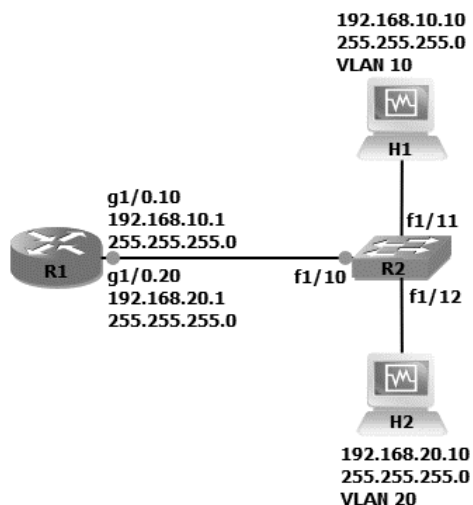 192.168.10.10
255.255.255.0
VLAN 10
H1
g1/0.10
192.168.10.1
255.255.255.0
f1/11
R1
g1/0.20
192.168.20.1
255.255.255.0
f1/10
R2
f1/12
H2
192.168.20.10
255.255.255.0
VLAN 20